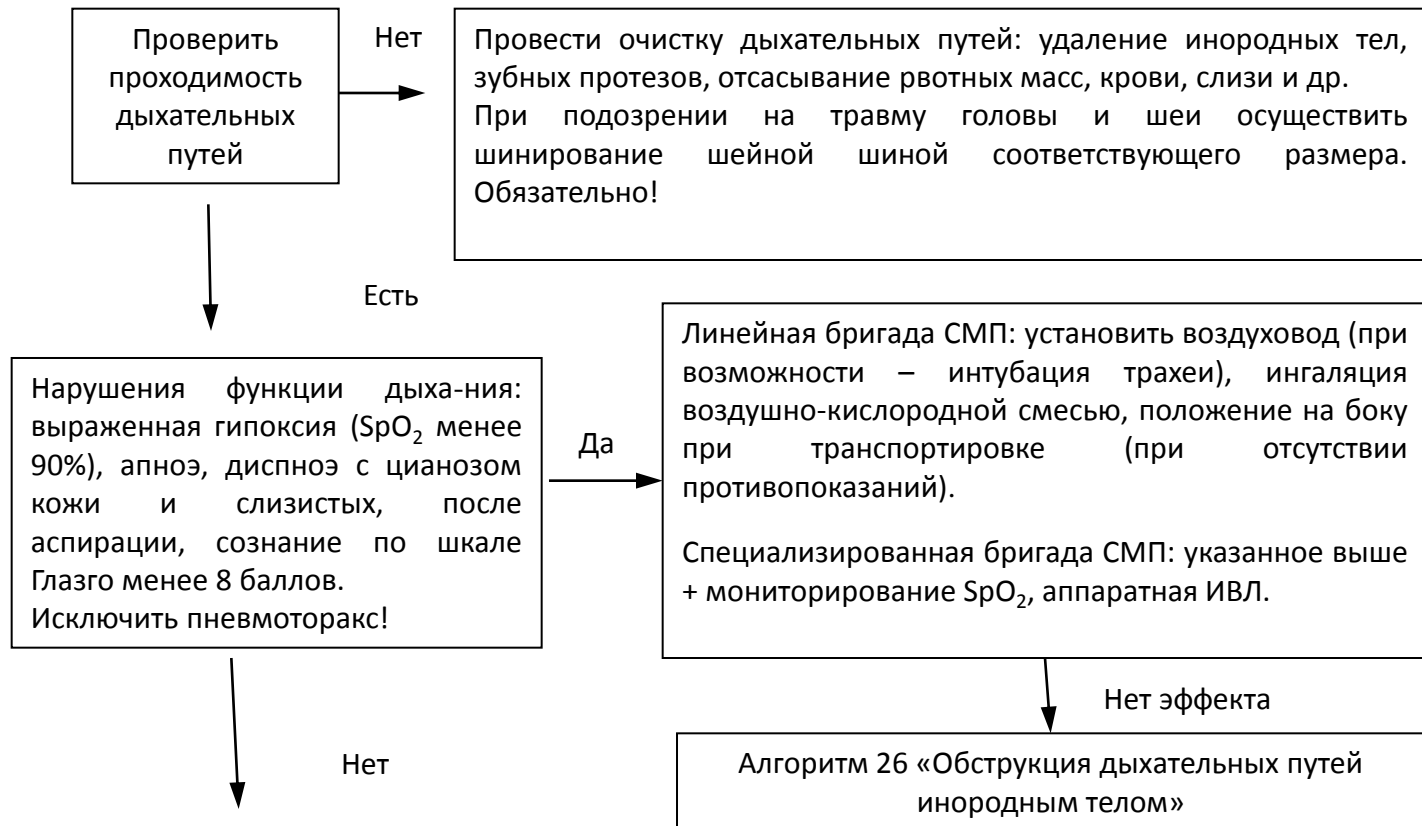 Проверить
проходимость
дыхательных
путей
Нет
Провести очистку дыхательных путей: удаление инородных тел,
зубных протезов, отсасывание рвотных масс, крови, слизи и др.
При подозрении на травму головы и шеи осуществить
шинирование шейной шиной соответствующего размера.
Обязательно!
Есть
Нарушения функции дыха-ния:
выраженная гипоксия (SpO₂ менее
90%), апноэ, диспноэ с цианозом
кожи и слизистых, после
аспирации, сознание по шкале
Глазго менее 8 баллов.
Исключить пневмоторакс!
Да
Линейная бригада СМП: установить воздуховод (при
возможности – интубация трахеи), ингаляция
воздушно-кислородной смесью, положение на боку
при транспортировке (при отсутствии
противопоказаний).
Специализированная бригада СМП: указанное выше
+ мониторирование SpO₂, аппаратная ИВЛ.
Нет эффекта
Нет
Алгоритм 26 «Обструкция дыхательных путей
инородным телом»